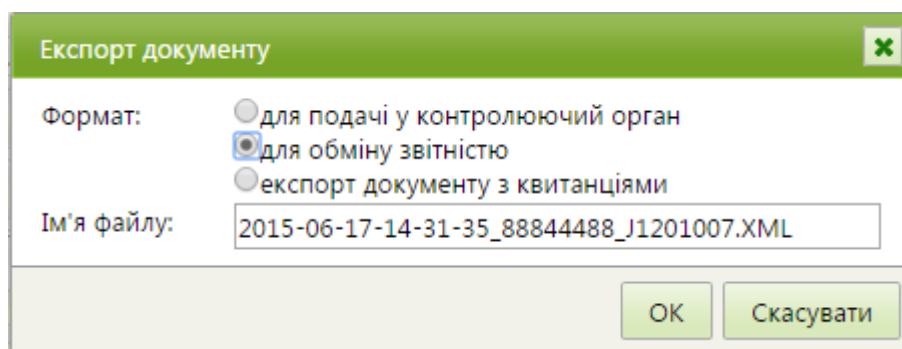 Експорт документу
Формат:
для подачі у контролюючий орган
для обміну звітністю
експорт документу з квитанціями
Ім'я файлу: 2015-06-17-14-31-35_88844488_J1201007.XML
ОК Скасувати